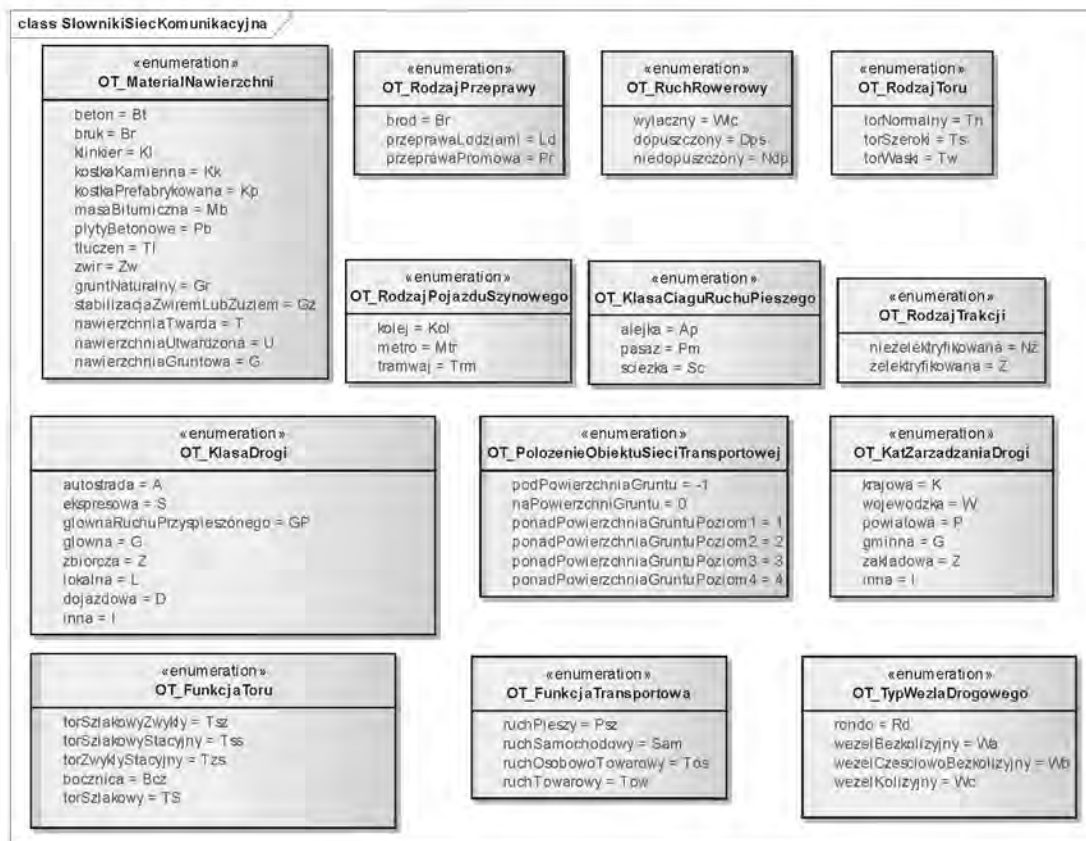 class SlownikiSiecKomunikacyjna
«enumeration»
OT_MaterialNawierzchni
beton = Bt
bruk = Br
klinkier = Kl
kostkaKamienna = Kk
kostkaPrefabrykowana = Kp
masaBitumiczna = Mb
plytyBetonowe = Pb
tluczen = Tl
zwir = Zw
gruntNaturalny = Gr
stabilizacjaZwiremLubZuzlem = Gz
nawierzchniaTwarda = T
nawierzchniaUtwardzona = U
nawierzchniaGruntowa = G
«enumeration»
OT_RodzajPrzeprawy
brod = Br
przeprawaLodziami = Ld
przeprawaPromowa = Pr
«enumeration»
OT_RuchRowerowy
wylaczny = Wlc
dopuszczony = Dps
niedopuszczony = Ndp
«enumeration»
OT_RodzajToru
torNormalny = Tn
torSzeroki = Ts
torWaski = Tw
«enumeration»
OT_RodzajPojazduSzynowego
kolej = Kol
metro = Mtr
tramwaj = Trm
«enumeration»
OT_KlasaCiaguRuchuPieszego
alejka = Ap
pasaz = Pm
sciezka = Sc
«enumeration»
OT_RodzajTrakcji
niezelektryfikowana = Nż
zelektryfikowana = Z
«enumeration»
OT_KlasaDrogi
autostrada = A
ekspresowa = S
glownaRuchuPrzyspieszonego = GP
glowna = G
zbiorcza = Z
lokalna = L
dojazdowa = D
inna = I
«enumeration»
OT_PolozenieObiektuSieciTransportowej
podPowierzchniGruntu = -1
naPowierzchniGruntu = 0
ponadPowierzchniaGruntuPoziom1 = 1
ponadPowierzchniaGruntuPoziom2 = 2
ponadPowierzchniaGruntuPoziom3 = 3
ponadPowierzchniaGruntuPoziom4 = 4
«enumeration»
OT_KatZarzadzaniaDrogi
krajowa = K
wojewodzka = W
powiatowa = P
gminna = G
zakladowa = Z
inna = I
«enumeration»
OT_FunkcjaToru
torSzlakowyZwykly = Tsz
torSzlakowyStacyjny = Tss
torZwyklyStacyjny = Tzs
bocznica = Bcz
torSzlakowy = TS
«enumeration»
OT_FunkcjaTransportowa
ruchPieszy = Psz
ruchSamochodowy = Sam
ruchOsobowoTowarowy = Tos
ruchTowarowy = Tow
«enumeration»
OT_TypWezlaDrogowego
rondo = Rd
wezelBezkolizyjny = Wa
wezelCzesciowoBezkolizyjny = Wb
wezelKolizyjny = Wc